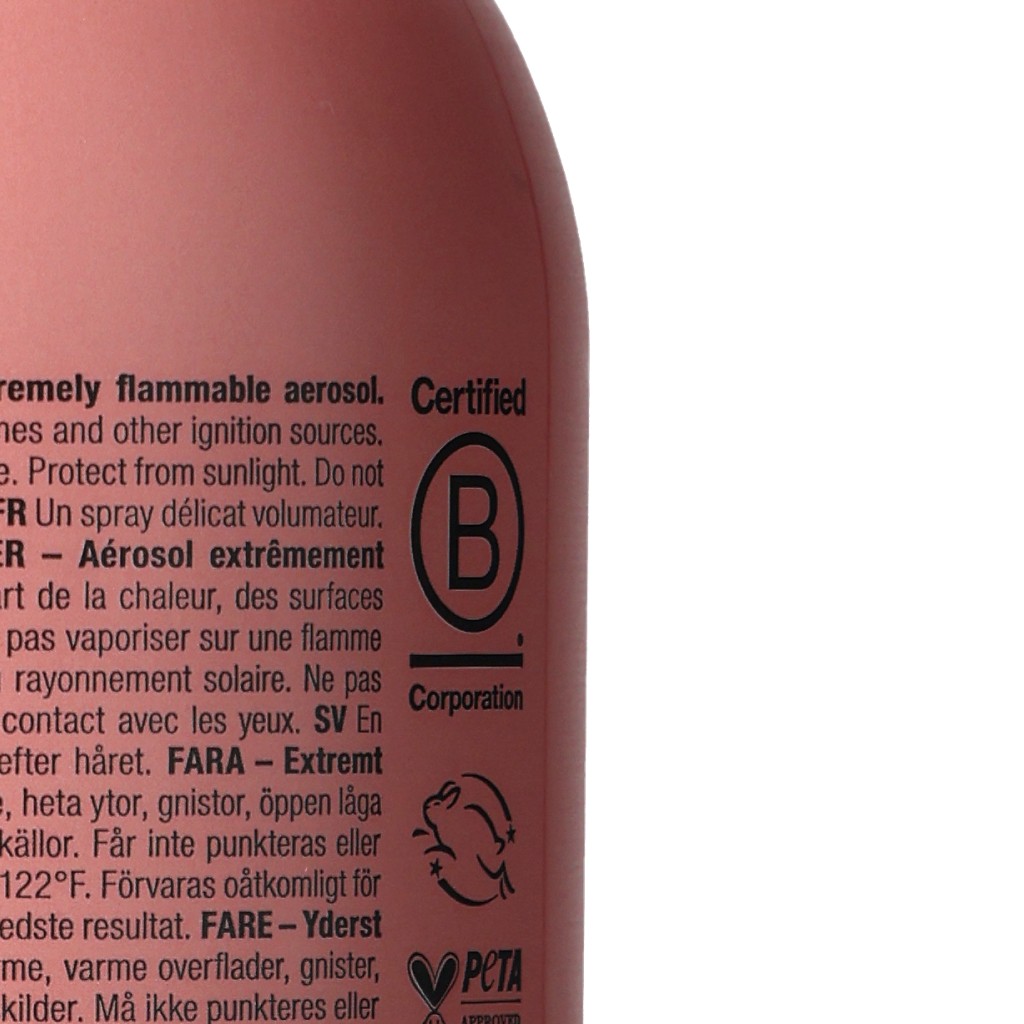 remely flammable aerosol.
nes and other ignition sources.
e. Protect from sunlight. Do not
FR Un spray délicat volumateur.
ER – Aérosol extrêmement
art de la chaleur, des surfaces
pas vaporiser sur une flamme
rayonnement solaire. Ne pas
contact avec les yeux. SV En
efter håret. FARA – Extremt
e, heta ytor, gnistor, öppen låga
källor. Får inte punkteras eller
122°F. Förvaras oåtkomligt för
edste resultat. FARE – Yderst
me, varme overflader, gnister,
kilder. Må ikke punkteres eller
Certified
B
Corporation
PETA
APPROVED